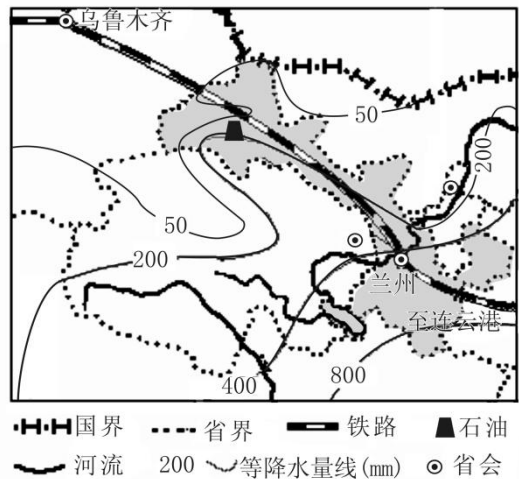 乌鲁木齐
50
200
50
200
兰州
至连云港
400
800
国界 省界 铁路 石油
河流 200 等降水量线(mm) 省会